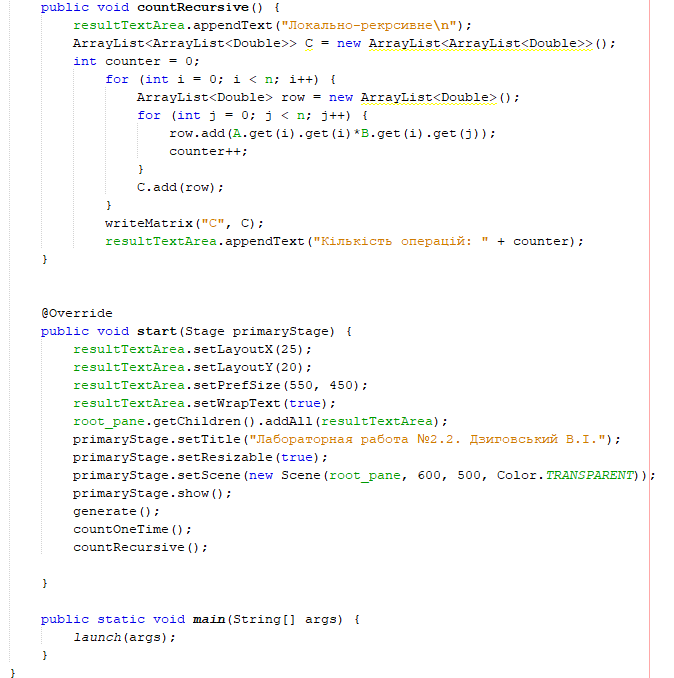 public void countRecursive() {
resultTextArea.appendText("Локально-рекрсивне\n");
ArrayList<ArrayList<Double>> C = new ArrayList<ArrayList<Double>>();
int counter = 0;
for (int i = 0; i < n; i++) {
ArrayList<Double> row = new ArrayList<Double>();
for (int j = 0; j < n; j++) {
row.add(A.get(i).get(i)*B.get(i).get(j));
counter++;
}
C.add(row);
}
writeMatrix("C", C);
resultTextArea.appendText("Кількість операцій: " + counter);
}
@Override
public void start(Stage primaryStage) {
resultTextArea.setLayoutX(25);
resultTextArea.setLayoutY(20);
resultTextArea.setPrefSize(550, 450);
resultTextArea.setWrapText(true);
root_pane.getChildren().addAll(resultTextArea);
primaryStage.setTitle("Лабораторная работа №2.2. Дзиговський В.І.");
primaryStage.setResizable(true);
primaryStage.setScene(new Scene(root_pane, 600, 500, Color.TRANSPARENT));
primaryStage.show();
generate();
countOneTime();
countRecursive();
}
public static void main(String[] args) {
launch(args);
}
}